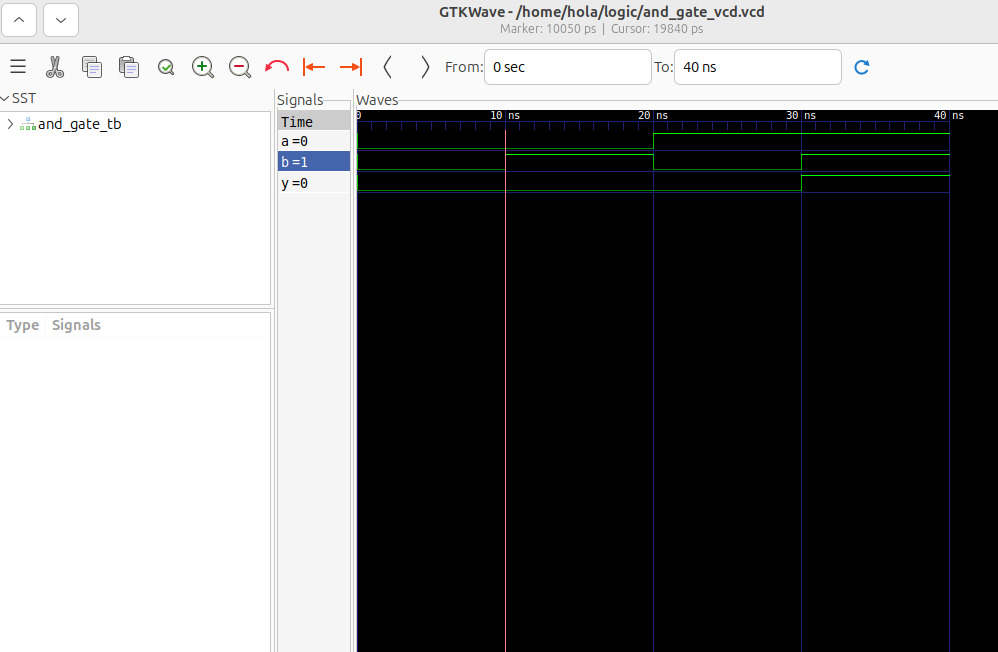 GTKWave - /home/hola/logic/and_gate_vcd.vcd
Marker: 10050 ps | Cursor: 19840 ps
From: 0 sec To: 40 ns
SST
and_gate_tb
Type Signals
Signals
Time
a=0
b=1
y=0
Waves
0 10 ns 20 ns 30 ns 40 ns